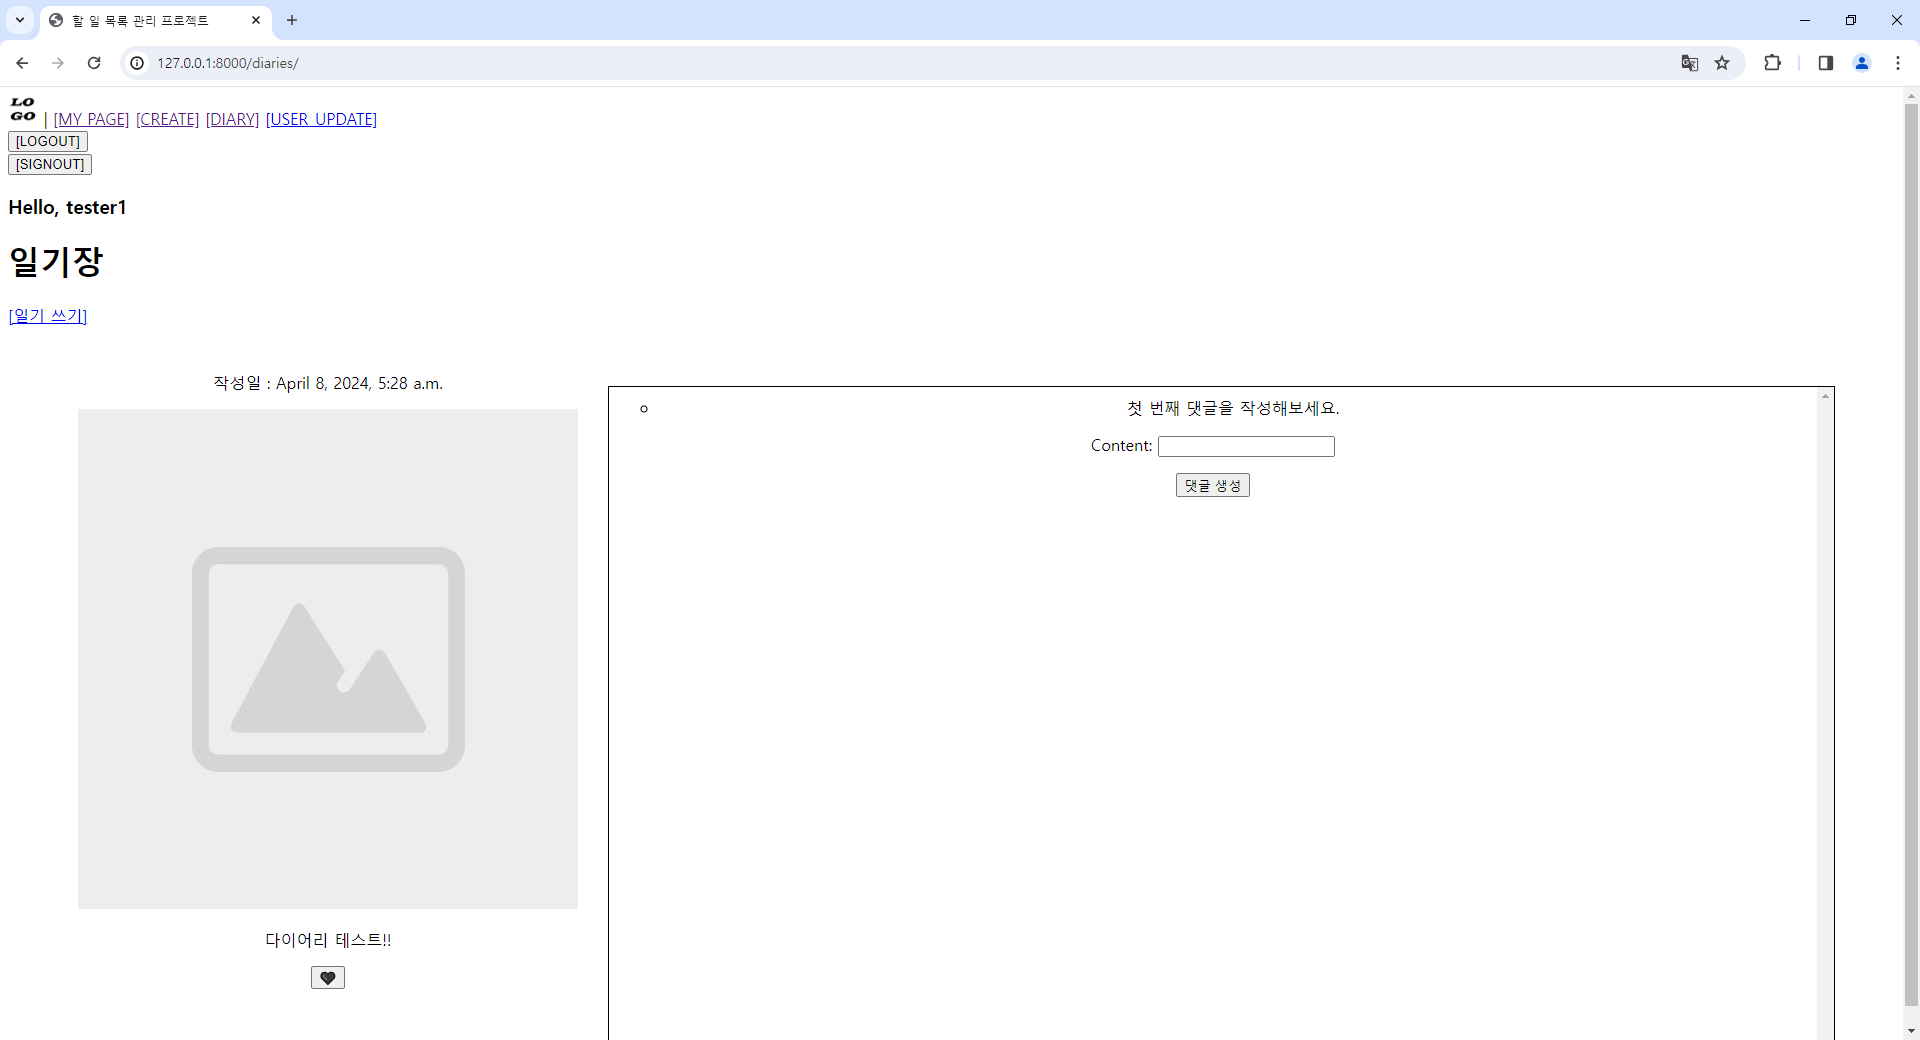 할 일 목록 관리 프로젝트
127.0.0.1:8000/diaries/
LO
GO | [MY PAGE] [CREATE] [DIARY] [USER_UPDATE]
[LOGOUT]
[SIGNOUT]
Hello, tester1
일기장
[일기 쓰기]
작성일 : April 8, 2024, 5:28 a.m.
첫 번째 댓글을 작성해보세요.
Content:
댓글 생성
다이어리 테스트!!